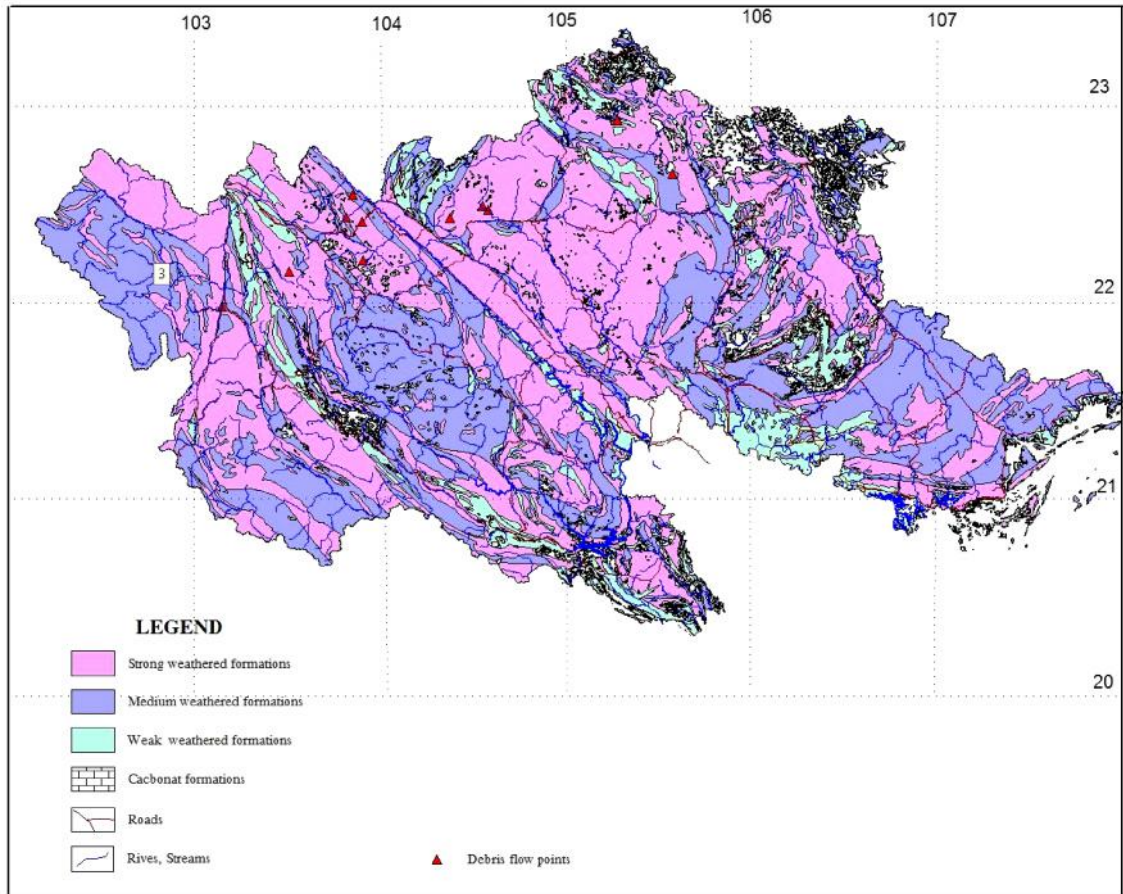 103 104 105 106 107
23
22
3
21
20
LEGEND
Strong weathered formations
Medium weathered formations
Weak weathered formations
Cacbonat formations
Roads
Rives, Streams
Debris flow points